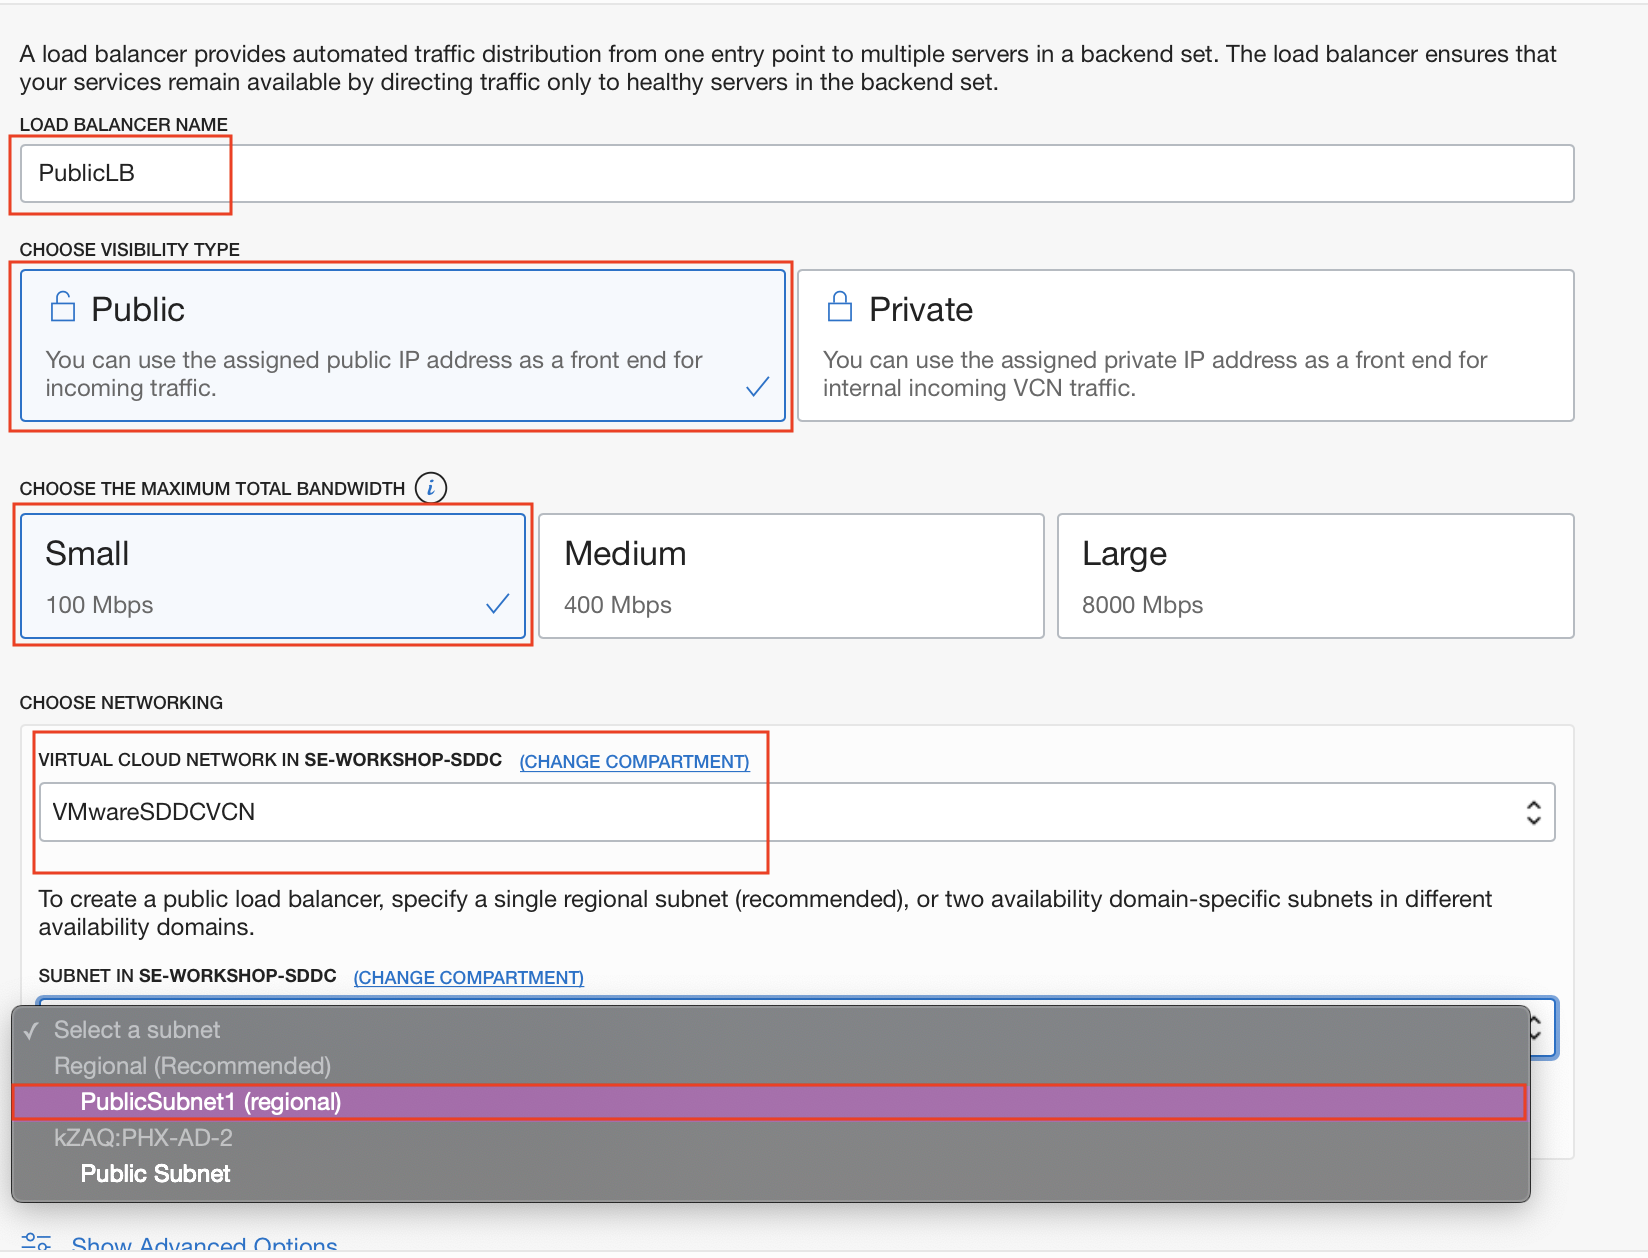 A load balancer provides automated traffic distribution from one entry point to multiple servers in a backend set. The load balancer ensures that
your services remain available by directing traffic only to healthy servers in the backend set.
LOAD BALANCER NAME
PublicLB
CHOOSE VISIBILITY TYPE
Public
You can use the assigned public IP address as a front end for
incoming traffic.
Private
You can use the assigned private IP address as a front end for
internal incoming VCN traffic.
CHOOSE THE MAXIMUM TOTAL BANDWIDTH i
Small
100 Mbps
Medium
400 Mbps
Large
8000 Mbps
CHOOSE NETWORKING
VIRTUAL CLOUD NETWORK IN SE-WORKSHOP-SDDC (CHANGE COMPARTMENT)
VMwareSDDCVCN
To create a public load balancer, specify a single regional subnet (recommended), or two availability domain-specific subnets in different
availability domains.
SUBNET IN SE-WORKSHOP-SDDC (CHANGE COMPARTMENT)
Select a subnet
Regional (Recommended)
PublicSubnet1 (regional)
kZAQ:PHX-AD-2
Public Subnet
Show Advanced Options